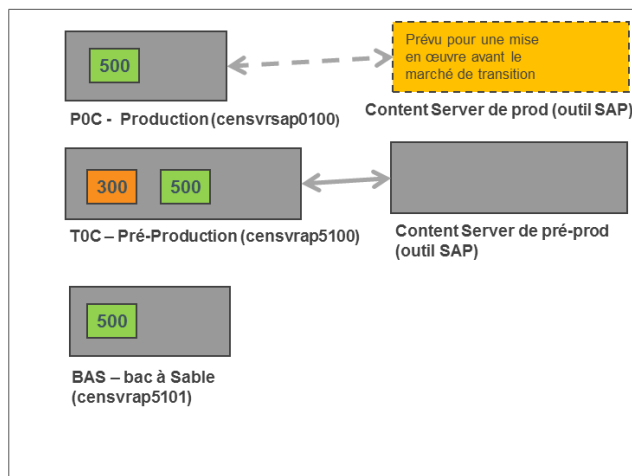 500
Prévu pour une mise
en œuvre avant le
marché de transition
P0C - Production (censvrsap0100)
Content Server de prod (outil SAP)
300
500
T0C – Pré-Production (censvrap5100)
Content Server de pré-prod
(outil SAP)
500
BAS – bac à Sable
(censvrap5101)